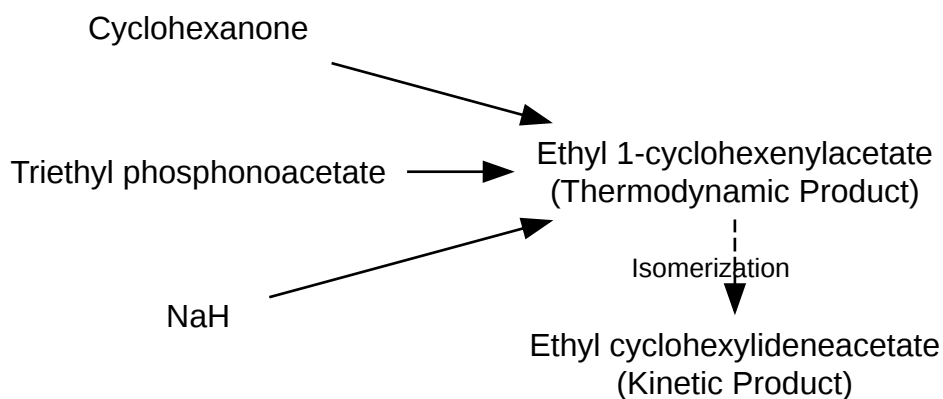 Cyclohexanone
Triethyl phosphonoacetate
NaH
Ethyl 1-cyclohexenylacetate
(Thermodynamic Product)
Isomerization
Ethyl cyclohexylideneacetate
(Kinetic Product)